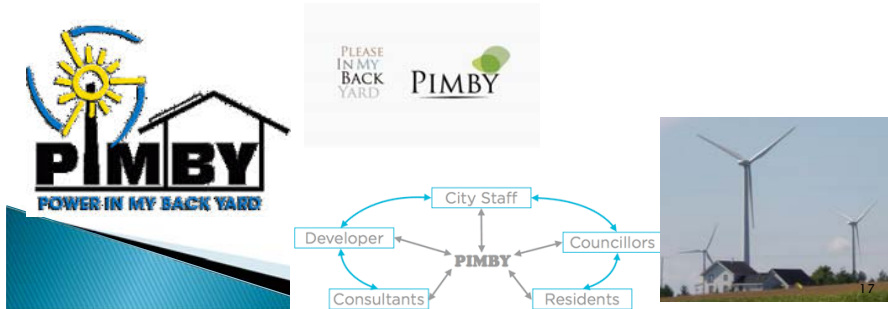 PIMBY
POWER IN MY BACK YARD
PLEASE
IN MY
BACK
YARD
PIMBY
City Staff
Developer
Councillors
PIMBY
Consultants
Residents
17